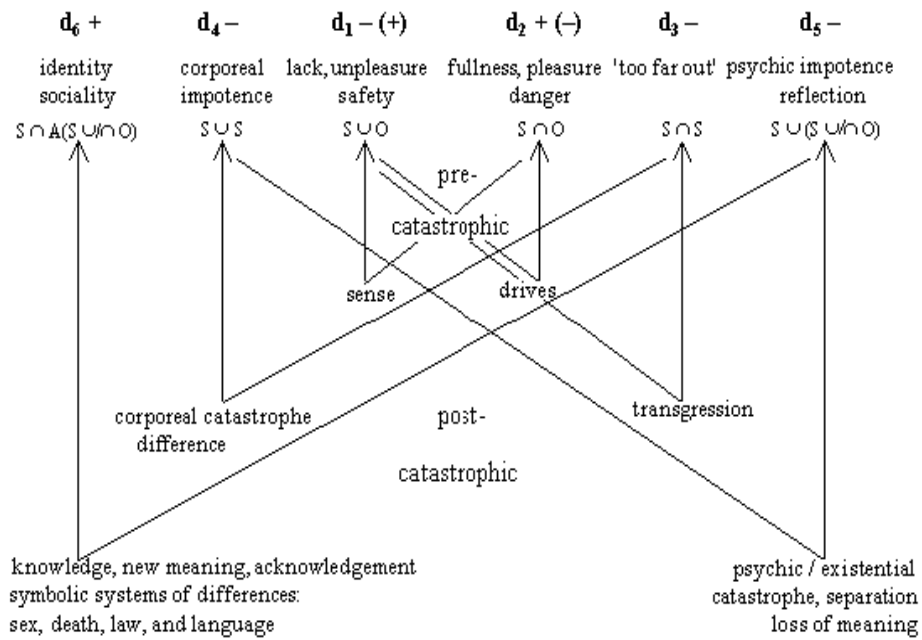 d₆ + d₄ – d₁ – (+) d₂ + (–) d₃ – d₅ –
identity corporeal lack, unpleasure fullness, pleasure 'too far out' psychic impotence
sociality impotence safety danger reflection
S ∩ A(S ∪/∩ O) S ∪ S S ∪ O S ∩ O S ∩ S S ∪ (S ∪/∩ O)
pre-
catastrophic
sense drives
corporeal catastrophe post- transgression
difference
catastrophic
knowledge, new meaning, acknowledgement psychic / existential
symbolic systems of differences: catastrophe, separation
sex, death, law, and language loss of meaning